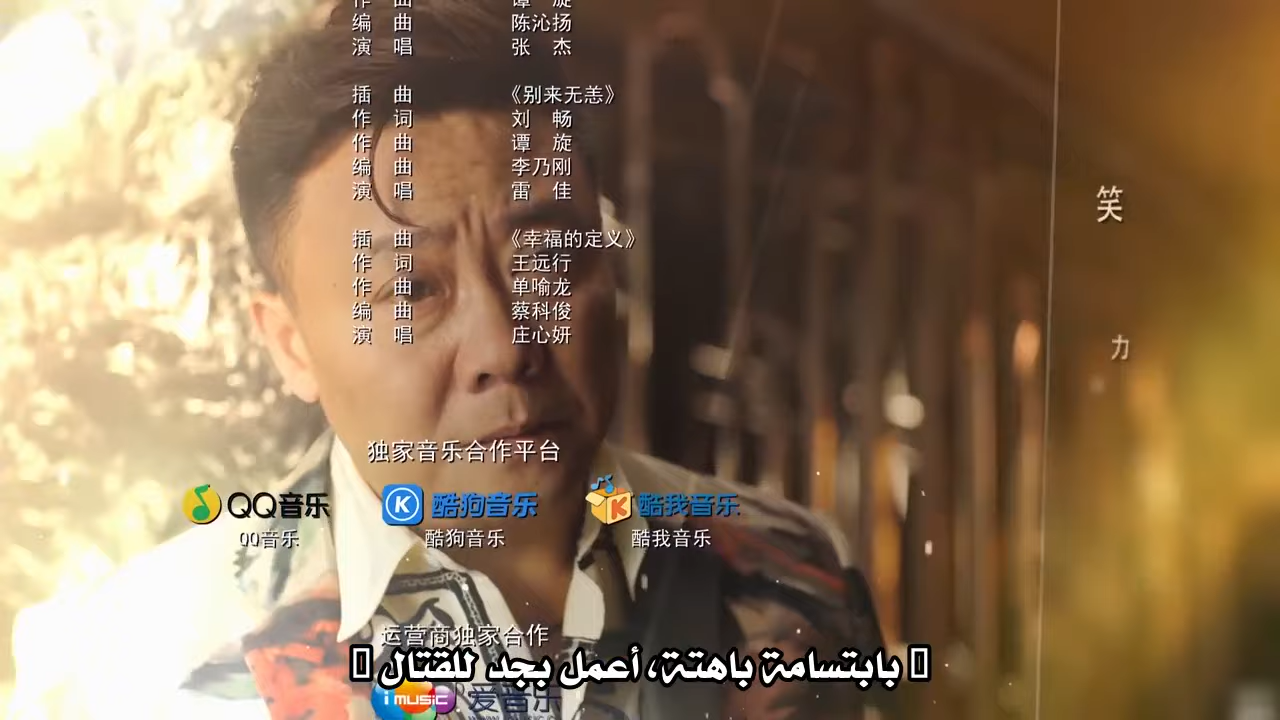 作 曲 谭 旋
编 曲 陈沁扬
演 唱 张 杰
插 曲 《别来无恙》
作 词 刘 畅
作 曲 谭 旋
编 曲 李乃刚
演 唱 雷 佳
插 曲 《幸福的定义》
作 词 王远行
作 曲 单喻龙
编 曲 蔡科俊
演 唱 庄心妍
笑
力
独家音乐合作平台
QQ音乐 酷狗音乐 酷我音乐
QQ音乐 酷狗音乐 酷我音乐
运营商独家合作
بابتسامة باهتة، أعمل بجد للقتال
i music 爱音乐